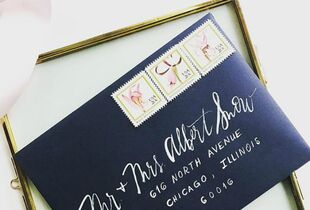 Mr. + Mrs. Albert Snow
616 NORTH AVENUE
CHICAGO, ILLINOIS
60016